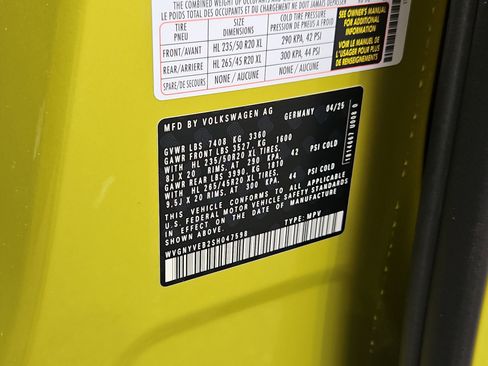 THE COMBINED WEIGHT OF OCCUPANTS
LE POIDS TOTAL DES OCCUPANTS ET DU CHARGEMENT NE DOIT JAMAIS DEPASSER
TIRE PNEU SIZE DIMENSIONS COLD TIRE PRESSURE
FRONT/AVANT HL 235/50 R20 XL 290 KPA, 42 PSI
REAR/ARRIERE HL 265/45 R20 XL 300 KPA, 44 PSI
SPARE/DE SECOURS NONE / AUCUNE NONE / AUCUNE
SEE OWNER'S MANUAL
FOR ADDITIONAL
INFORMATION
VOIR LE MANUEL DE
L'USAGER POUR PLUS
DE RENSEIGNEMENTS
MFD BY VOLKSWAGEN AG GERMANY 04/25
GVWR LBS 7408 KG 3360
GAWR FRONT LBS 3527 KG 1600
WITH HL 235/50R20 XL TIRES,
8J X 20 RIMS AT 290 KPA, 42 PSI COLD
GAWR REAR LBS 3990 KG 1810
WITH HL 265/45R20 XL TIRES,
9.5J X 20 RIMS AT 300 KPA, 44 PSI COLD
THIS VEHICLE CONFORMS TO ALL APPLICABLE
U.S. FEDERAL MOTOR VEHICLE SAFETY STANDARDS
IN EFFECT ON THE DATE OF
MANUFACTURE SHOWN ABOVE.
TYPE: MPV
WVGNYVEB2SH047598